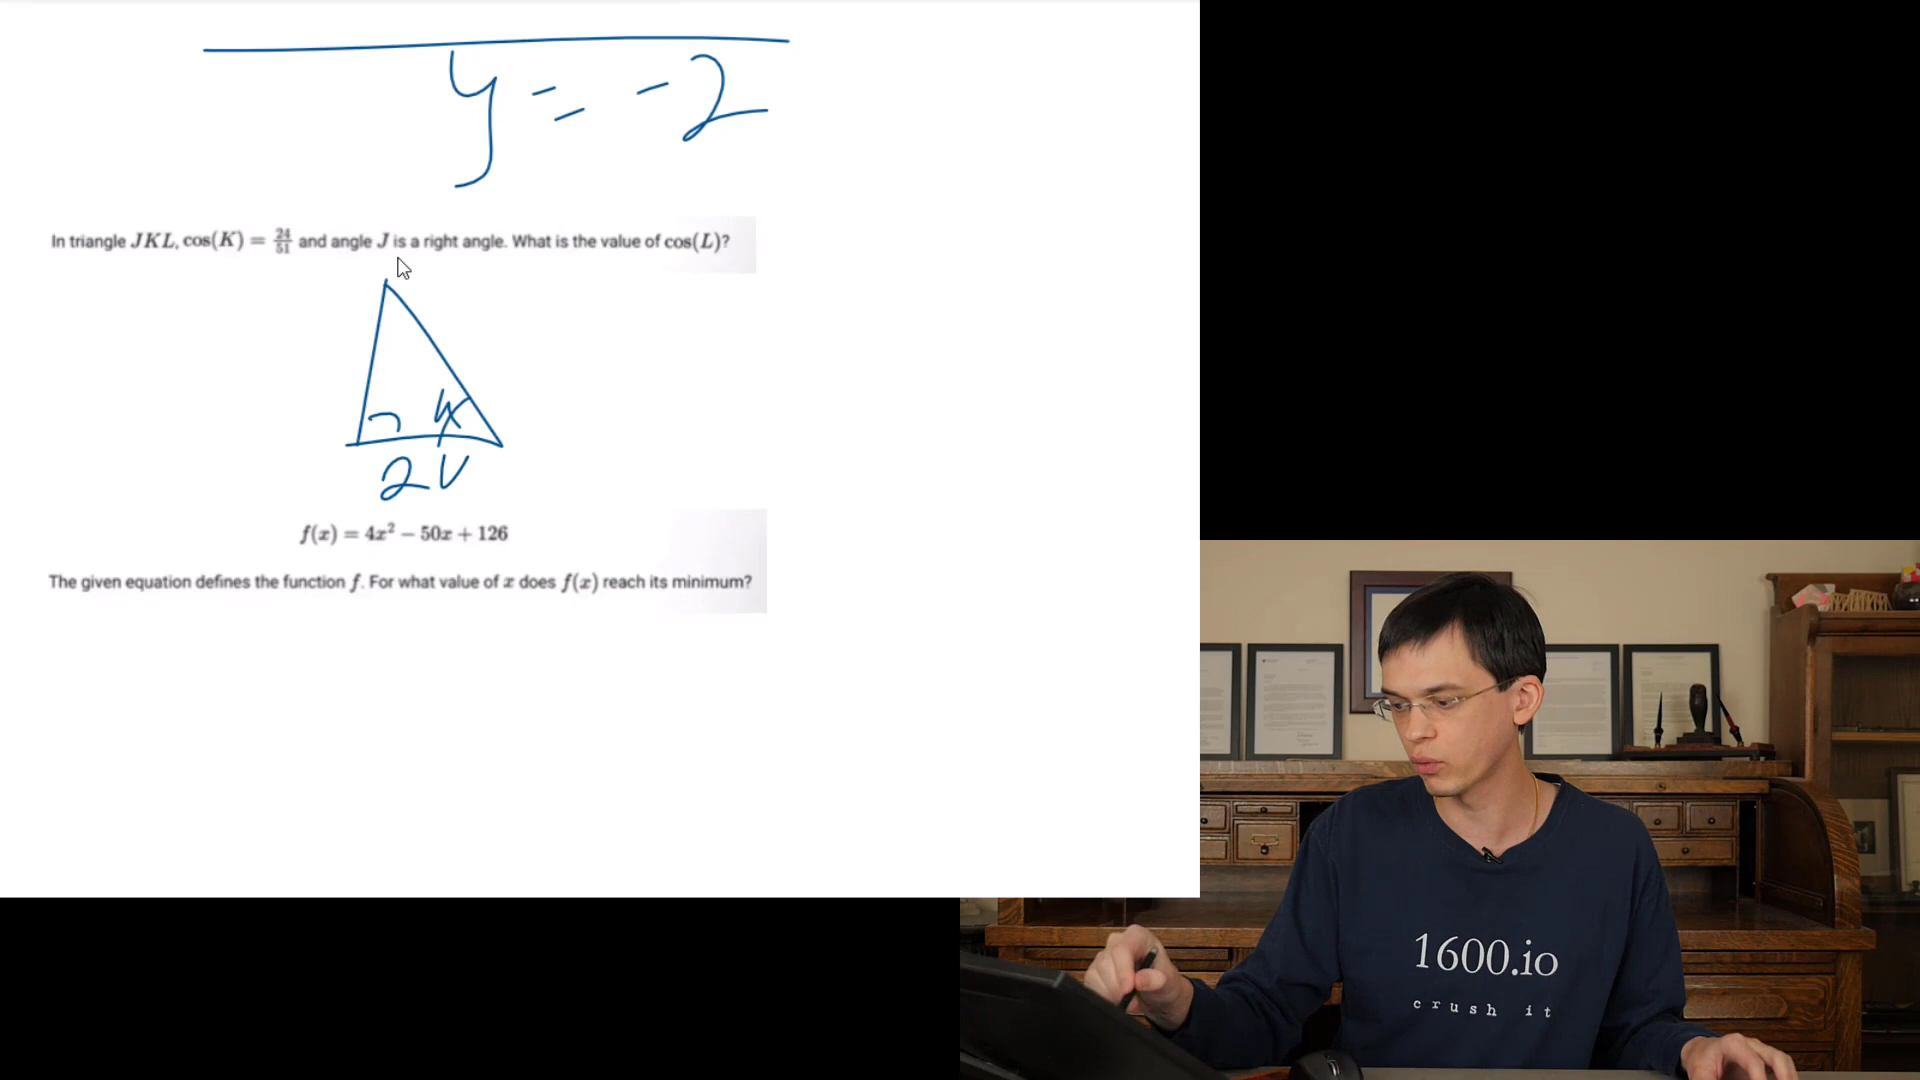 y = -2
In triangle JKL, cos(K) = 24/51 and angle J is a right angle. What is the value of cos(L)?
K
24
f(x) = 4x² − 50x + 126
The given equation defines the function f. For what value of x does f(x) reach its minimum?
1600.io
crush it